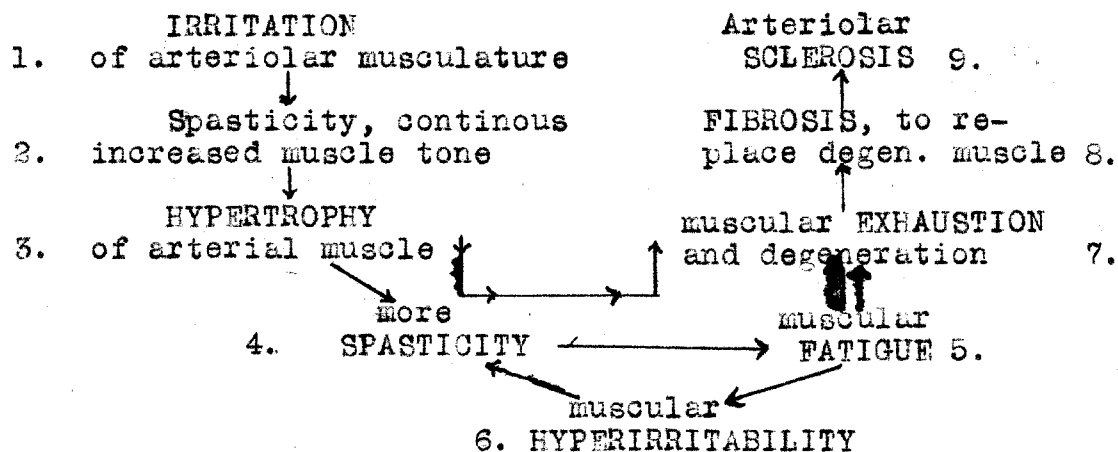 IRRITATION
1. of arteriolar musculature
Spasticity, continous
2. increased muscle tone
HYPERTROPHY
3. of arterial muscle
more
4. SPASTICITY
muscular
FATIGUE 5.
muscular
6. HYPERIRRITABILITY
muscular EXHAUSTION
and degeneration 7.
FIBROSIS, to re-
place degen. muscle 8.
Arteriolar
SCLEROSIS 9.